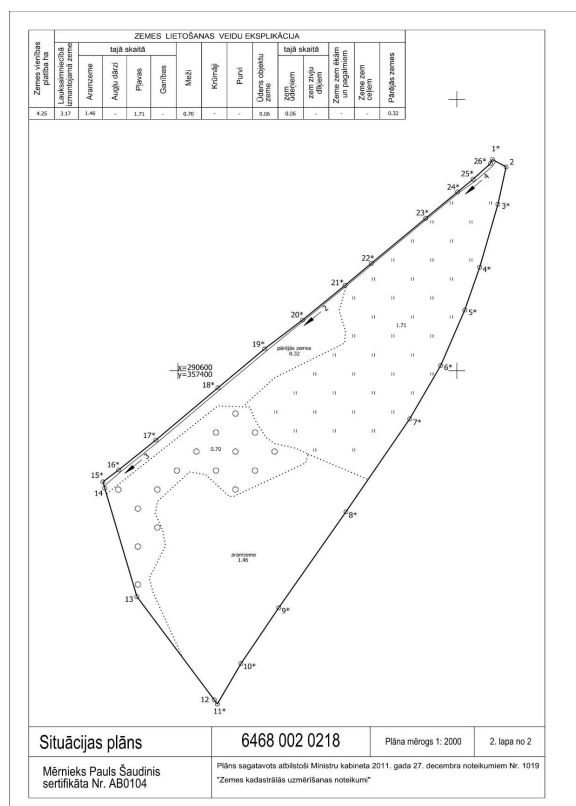 ZEMES LIETOŠANAS VEIDU EKSPLIKĀCIJA
Zemes vienības platība ha
Lauksaimniecībā izmantojamā zeme
tajā skaitā
Aramzeme
Augļu dārzi
Pļavas
Ganības
Meži
Krūmāji
Purvi
Ūdens objektu zeme
tajā skaitā
zem ūdeņiem
zem zivju dīķiem
Zeme zem ēkām un pagalmiem
Zeme zem ceļiem
Pārējās zemes
4.25 3.17 1.46 - 1.71 - 0.70 - - 0.06 0.06 - - - 0.32
1*
26*
2
25*
4
24*
3*
23*
22*
4*
21*
2
5*
20*
1.71
19*
pārējās zemes
0.32
x=290600
y=357400
6*
18*
7*
17*
0.70
16*
3
15*
14
8*
aramzeme
1.46
13
9*
10*
12
11*
Situācijas plāns
6468 002 0218
Plāna mērogs 1: 2000
2. lapa no 2
Mērnieks Pauls Šaudinis
sertifikāta Nr. AB0104
Plāns sagatavots atbilstoši Ministru kabineta 2011. gada 27. decembra noteikumiem Nr. 1019
"Zemes kadastrālās uzmērīšanas noteikumi"